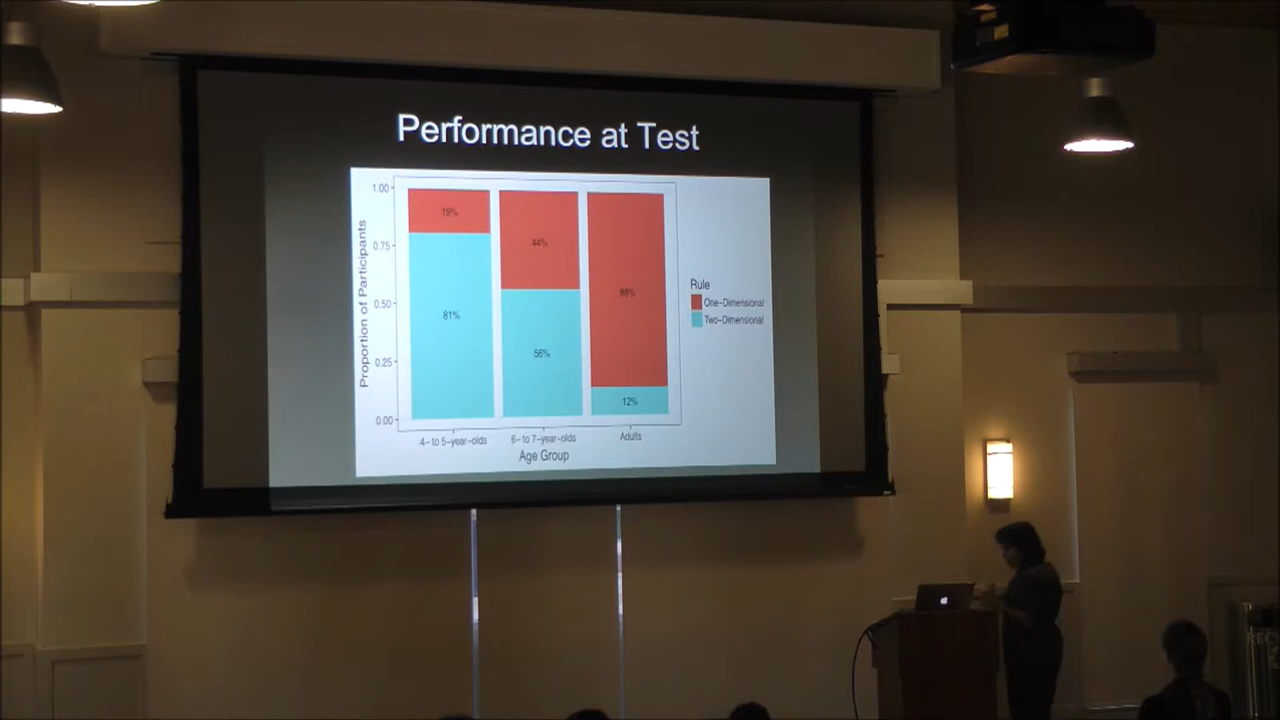 Performance at Test
Proportion of Participants
1.00
0.75
0.50
0.25
0.00
19%
81%
44%
56%
88%
12%
4- to 5-year-olds
6- to 7-year-olds
Adults
Age Group
Rule
One-Dimensional
Two-Dimensional